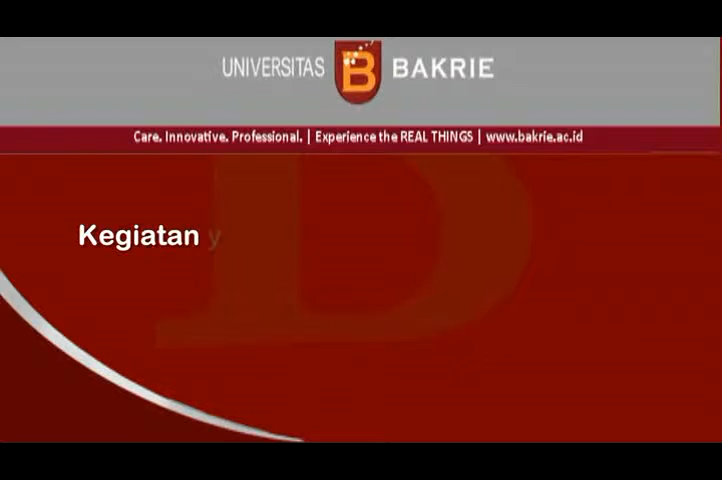 UNIVERSITAS B BAKRIE
Care. Innovative. Professional. | Experience the REAL THINGS | www.bakrie.ac.id
Kegiatan y